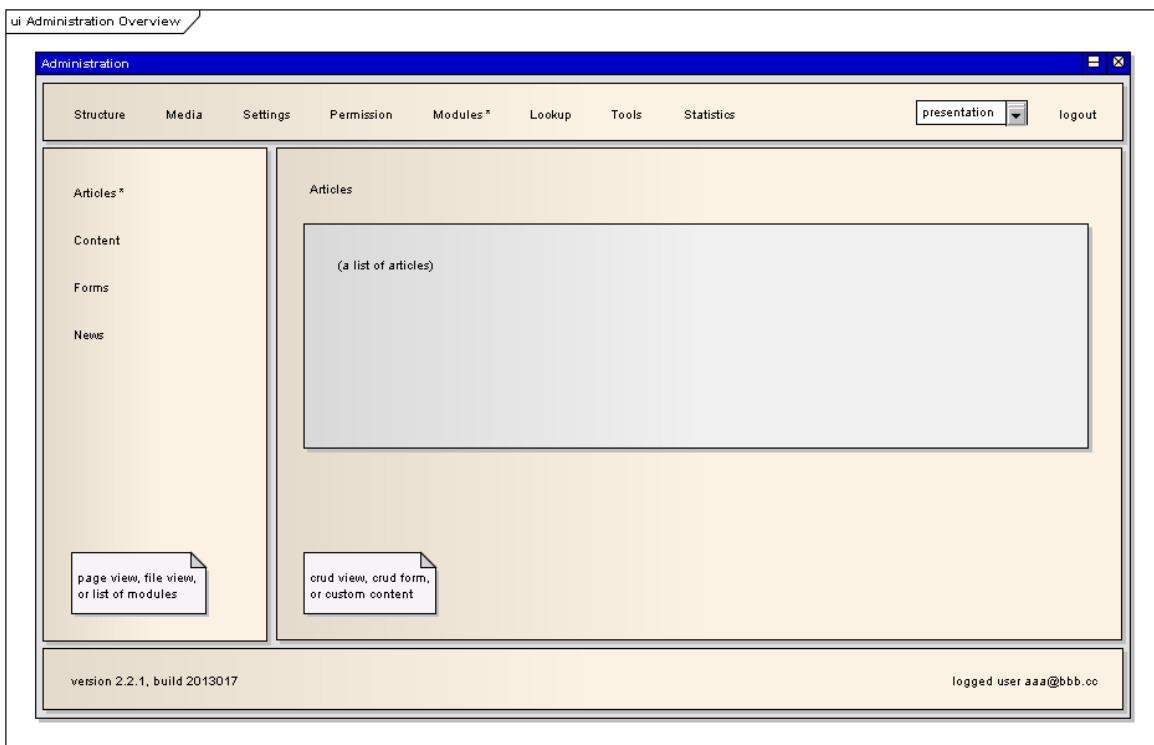 ui Administration Overview
Administration
Structure Media Settings Permission Modules* Lookup Tools Statistics presentation logout
Articles*
Content
Forms
News
page view, file view,
or list of modules
Articles
(a list of articles)
crud view, crud form,
or custom content
version 2.2.1, build 2013017
logged user aaa@bbb.cc